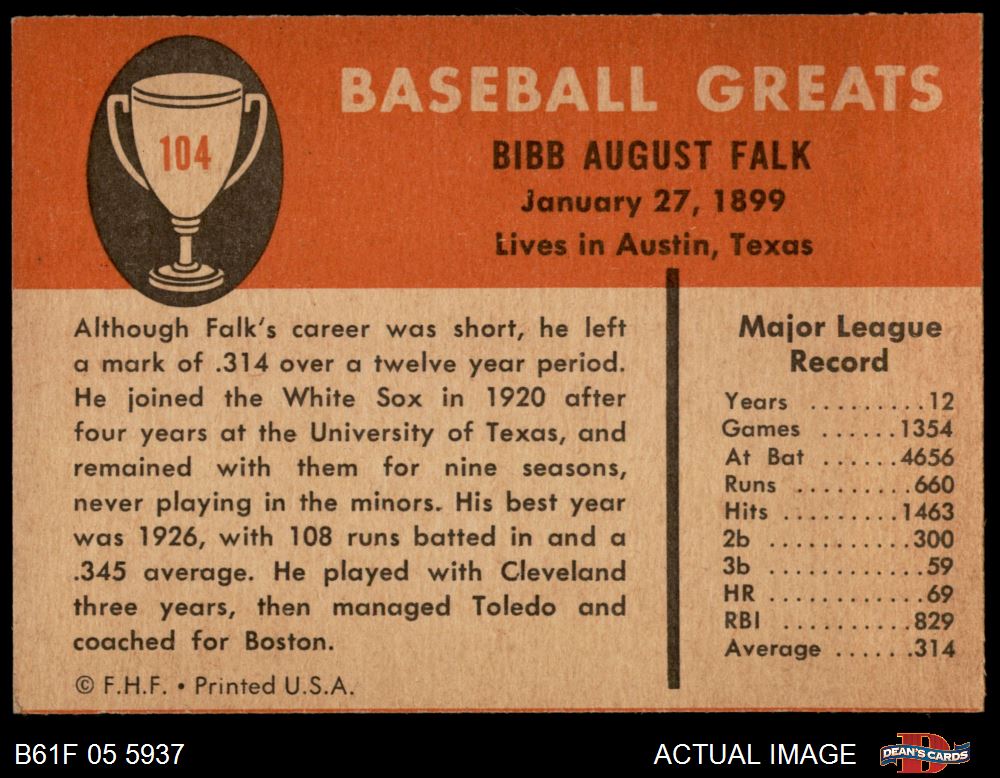 104
BASEBALL GREATS
BIBB AUGUST FALK
January 27, 1899
Lives in Austin, Texas
Although Falk's career was short, he left
a mark of .314 over a twelve year period.
He joined the White Sox in 1920 after
four years at the University of Texas, and
remained with them for nine seasons,
never playing in the minors. His best year
was 1926, with 108 runs batted in and a
.345 average. He played with Cleveland
three years, then managed Toledo and
coached for Boston.
© F.H.F. • Printed U.S.A.
Major League
Record
Years .........12
Games ......1354
At Bat ......4656
Runs .........660
Hits .........1463
2b ...........300
3b ............59
HR ............69
RBI ..........829
Average ......314
B61F 05 5937
ACTUAL IMAGE
D
DEAN'S CARDS